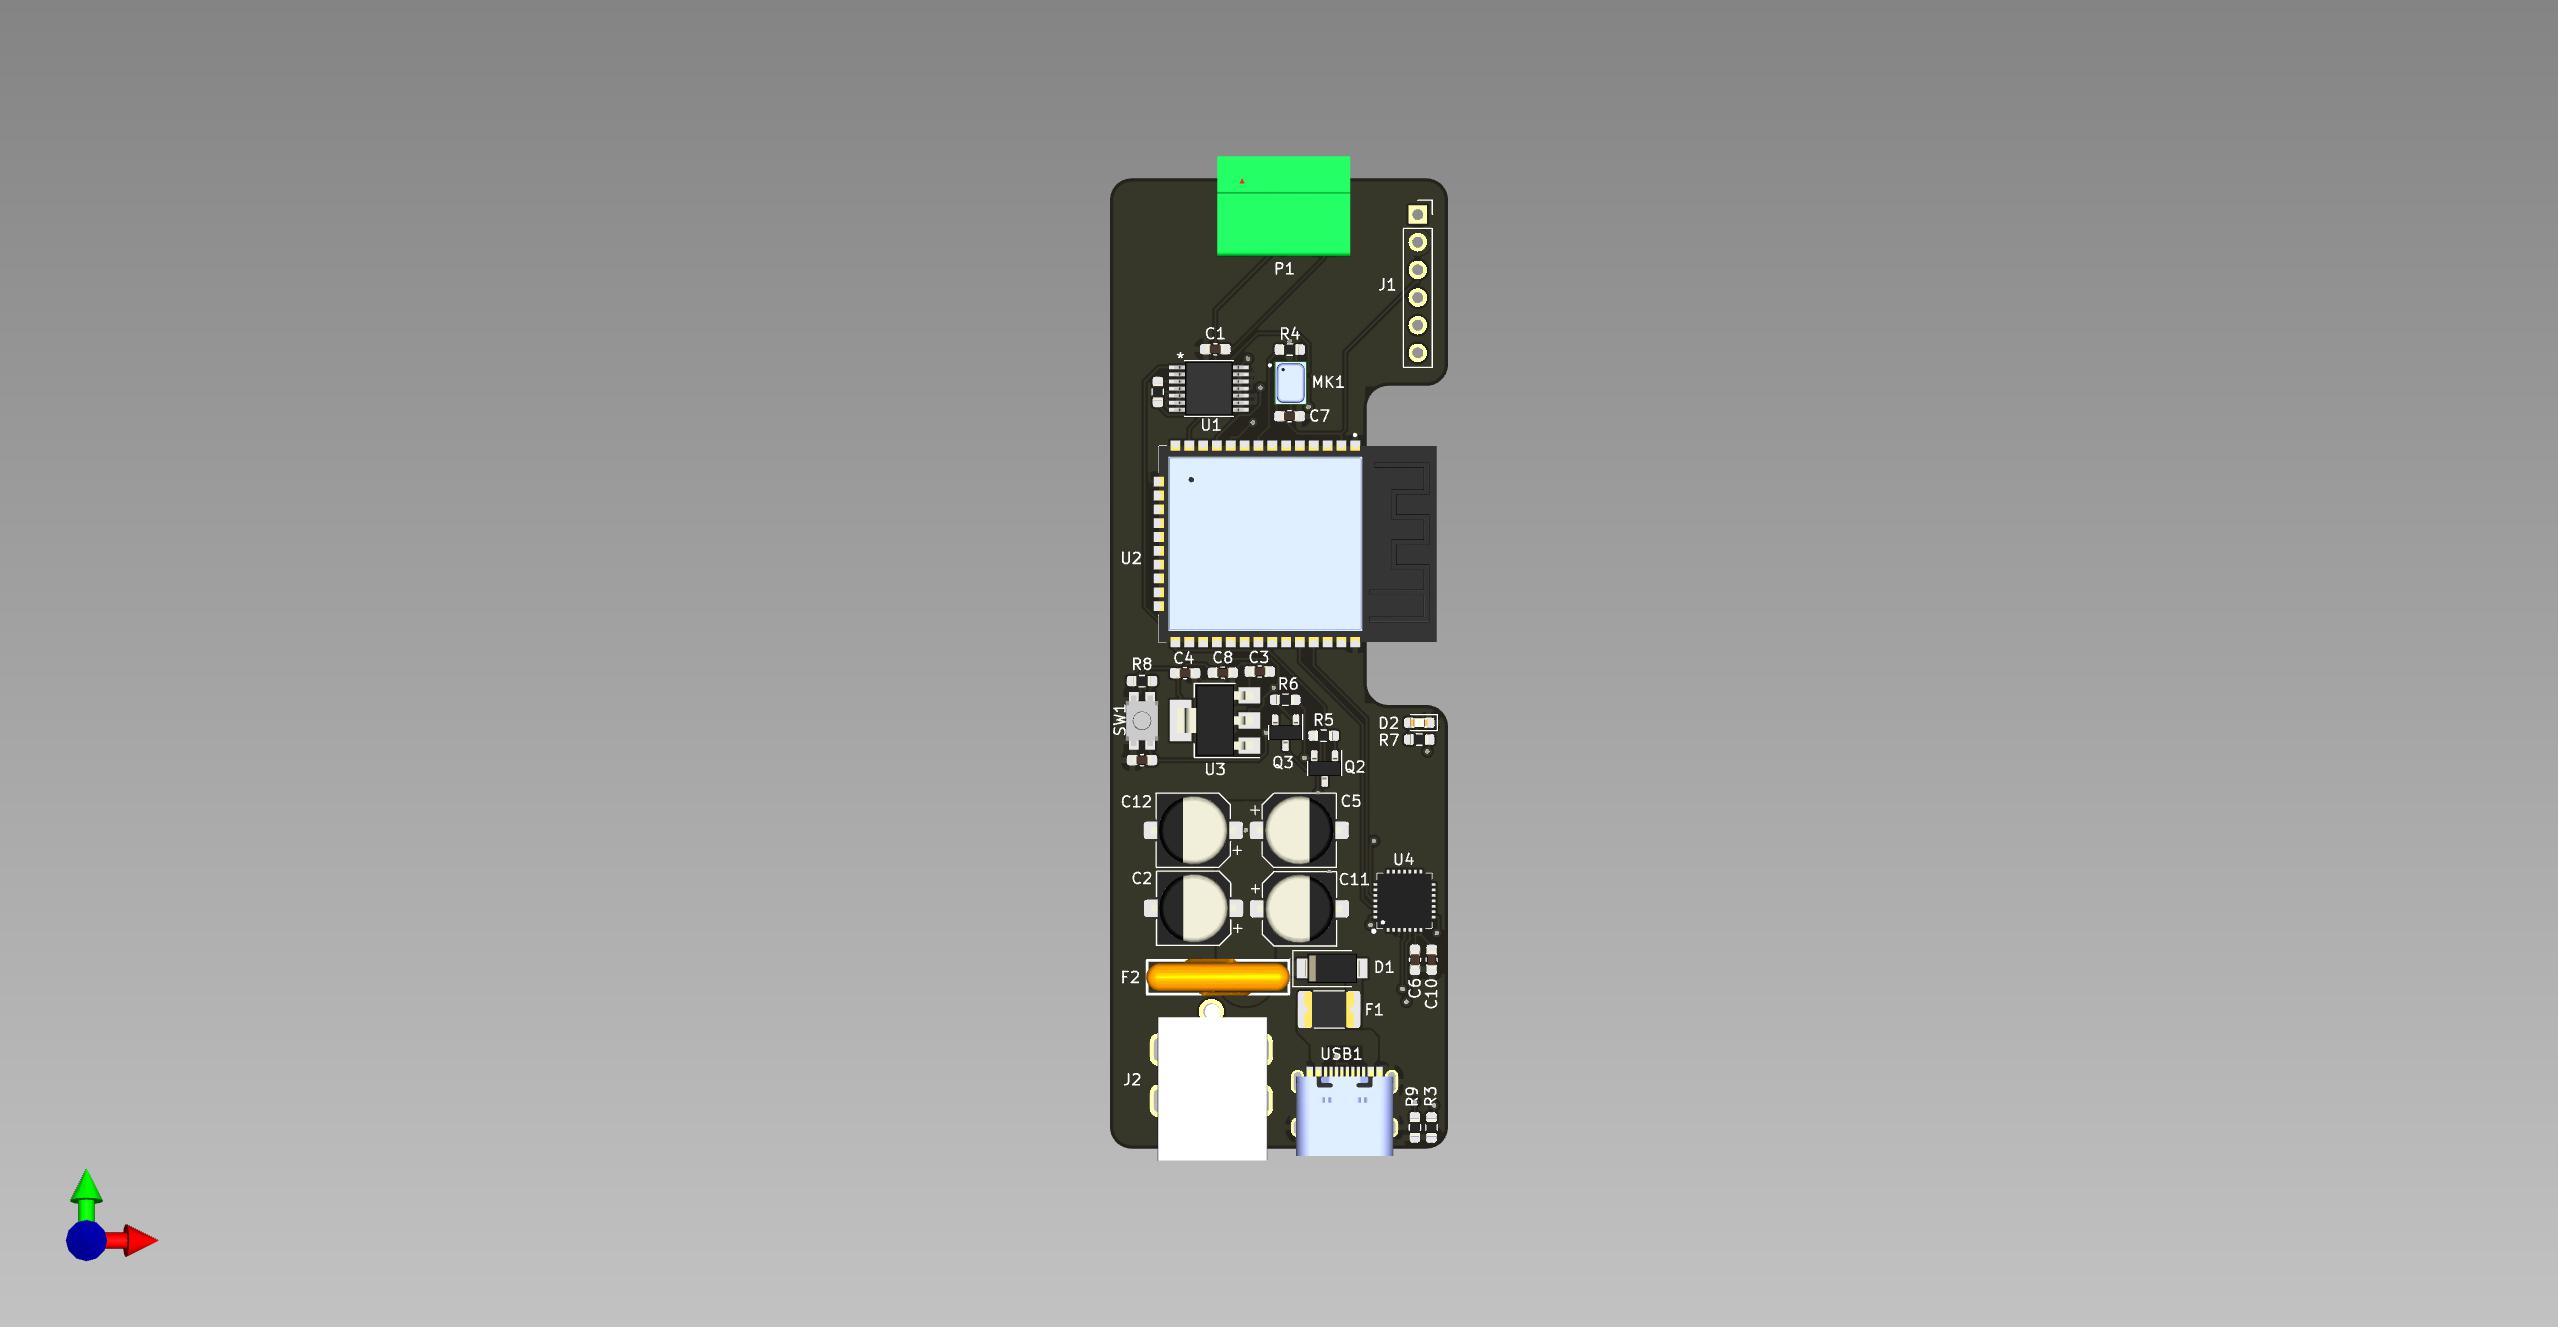 P1
J1
C1
R4
*
MK1
C7
U1
U2
R8
C4
C8
C3
R6
SW1
R5
D2
R7
U3
Q3
Q2
C12
+
C5
+
U4
C2
+
C11
+
F2
D1
C6
C10
F1
USB1
J2
R9
R3